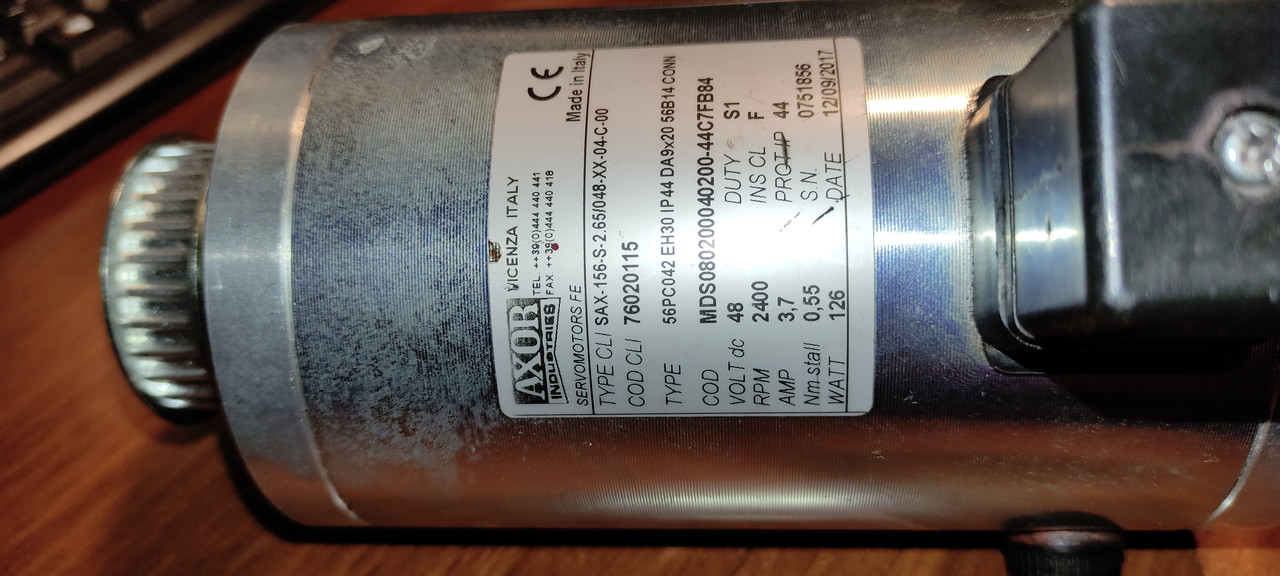 AXOR
INDUSTRIES
VICENZA ITALY
TEL. ++39(0)444 440 441
FAX ++39(0)444 440 418
CE
SERVOMOTORS FE
Made in Italy
TYPE CLI SAX-156-S-2.65/048-XX-04-C-00
COD CLI 76020115
TYPE 56PC042 EH30 IP44 DA9x20 56B14 CONN
COD MDS080200040200-44C7FB84
VOLT dc 48 DUTY S1
RPM 2400 INS CL F
AMP 3,7 PROT IP 44
Nm-stall 0,55 S.N. 0751856
WATT 126 DATE 12/09/2017